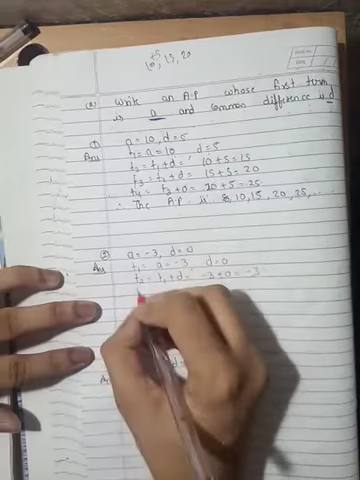 +5
10, 15, 20
Q) Write an A.P whose first term
is a and common difference is d
① a = 10, d = 5
Ans t₁ = a = 10 d = 5
t₂ = t₁ + d = 10 + 5 = 15
t₃ = t₂ + d = 15 + 5 = 20
t₄ = t₃ + d = 20 + 5 = 25
∴ The A.P is 10, 15, 20, 25, ....
② a = -3, d = 0
Ans t₁ = a = -3 d = 0
t₂ = t₁ + d = -3 + 0 = -3